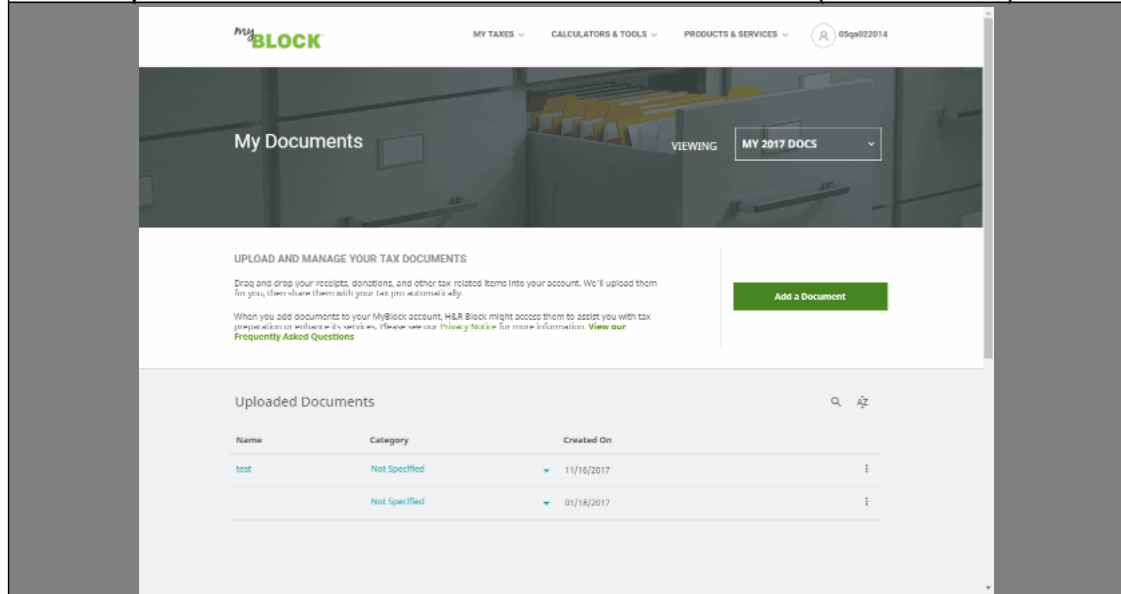 my BLOCK
MY TAXES
CALCULATORS & TOOLS
PRODUCTS & SERVICES
05qa022014
My Documents
VIEWING
MY 2017 DOCS
UPLOAD AND MANAGE YOUR TAX DOCUMENTS
Drag and drop your receipts, donations, and other tax related items into your account. We'll upload them
for you, then share them with your tax pro automatically.
When you add documents to your MyBlock account, H&R Block might access them to assist you with tax
preparation or enhance its services. Please see our Privacy Notice for more information. View our
Frequently Asked Questions
Add a Document
Uploaded Documents
AZ
Name Category Created On
test Not Specified 11/16/2017
Not Specified 01/18/2017